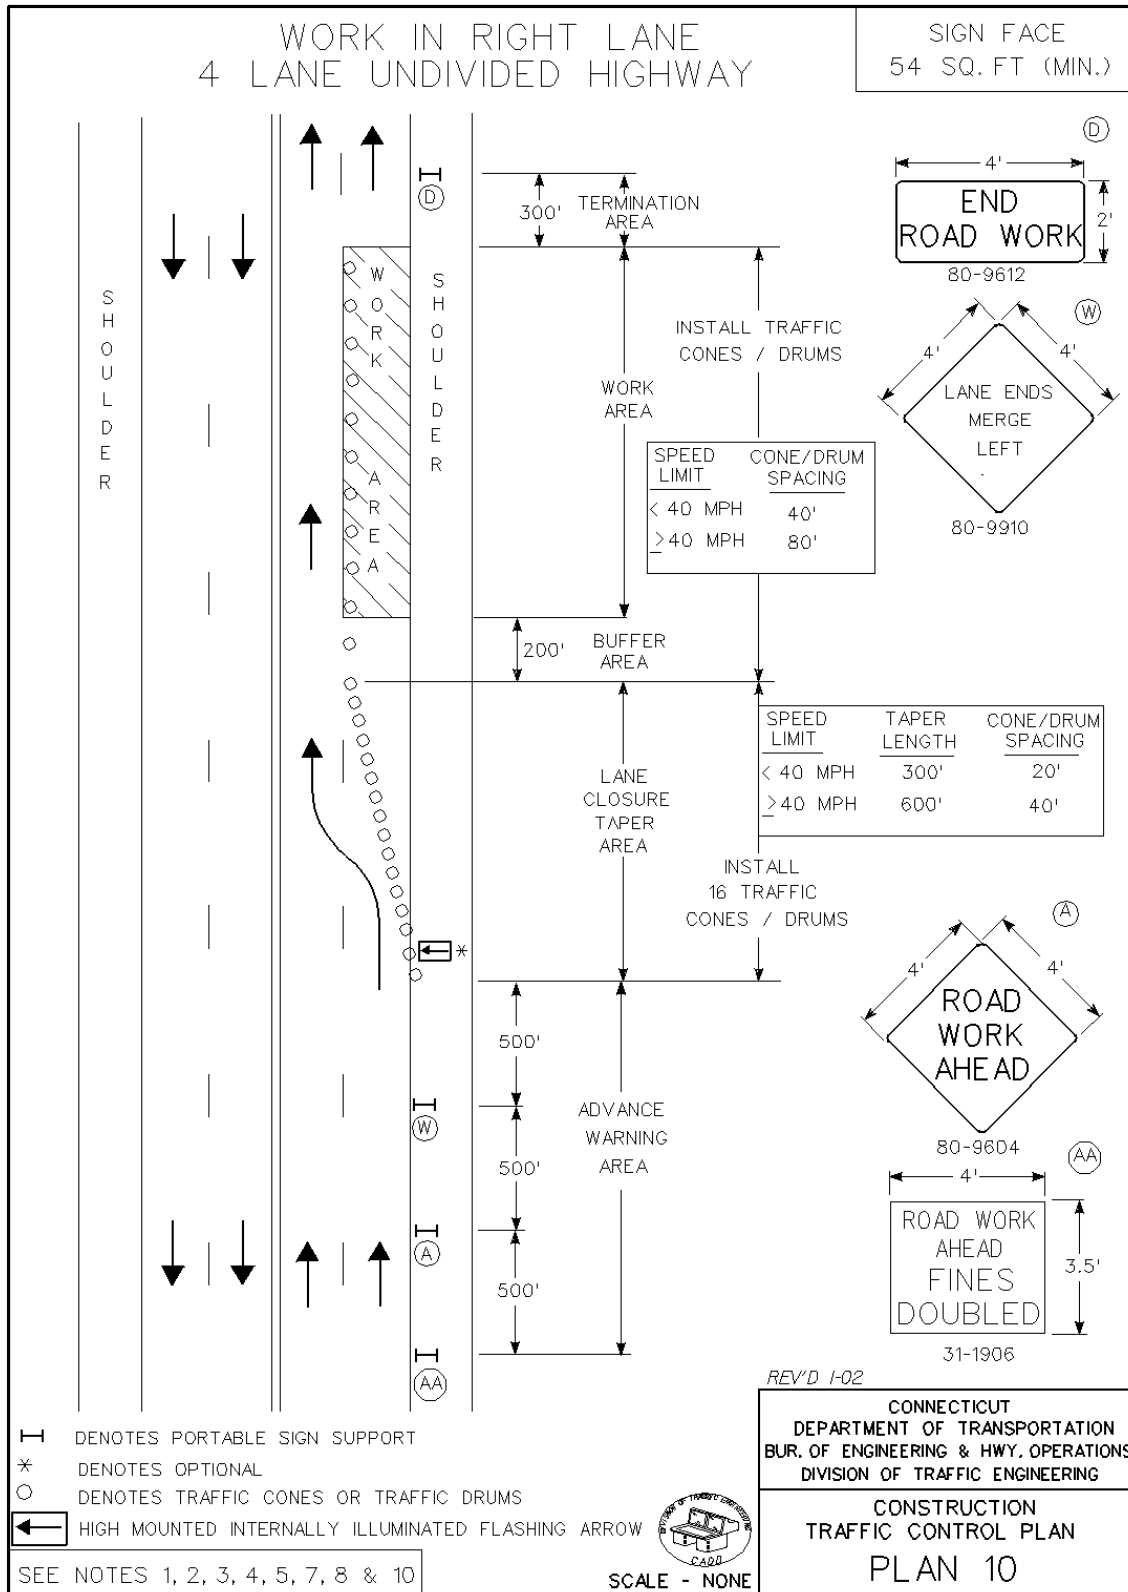 WORK IN RIGHT LANE
4 LANE UNDIVIDED HIGHWAY
SIGN FACE
54 SQ. FT (MIN.)
D
4'
END
ROAD WORK
2'
80-9612
W
4'
4'
LANE ENDS
MERGE
LEFT
80-9910
D
300'
TERMINATION
AREA
SHOULDER
WORK AREA
SHOULDER
INSTALL TRAFFIC
CONES / DRUMS
WORK
AREA
SPEED LIMIT CONE/DRUM SPACING
< 40 MPH 40'
≥40 MPH 80'
200'
BUFFER
AREA
SPEED LIMIT TAPER LENGTH CONE/DRUM SPACING
< 40 MPH 300' 20'
≥40 MPH 600' 40'
LANE
CLOSURE
TAPER
AREA
INSTALL
16 TRAFFIC
CONES / DRUMS
*
A
4'
4'
ROAD
WORK
AHEAD
80-9604
500'
W
500'
ADVANCE
WARNING
AREA
A
500'
AA
AA
4'
ROAD WORK
AHEAD
FINES
DOUBLED
3.5'
31-1906
REV'D 1-02
DENOTES PORTABLE SIGN SUPPORT
* DENOTES OPTIONAL
DENOTES TRAFFIC CONES OR TRAFFIC DRUMS
HIGH MOUNTED INTERNALLY ILLUMINATED FLASHING ARROW
SEE NOTES 1, 2, 3, 4, 5, 7, 8 & 10
DIVISION OF TRAFFIC ENGINEERING
CADD
SCALE - NONE
CONNECTICUT
DEPARTMENT OF TRANSPORTATION
BUR. OF ENGINEERING & HWY. OPERATIONS
DIVISION OF TRAFFIC ENGINEERING
CONSTRUCTION
TRAFFIC CONTROL PLAN
PLAN 10